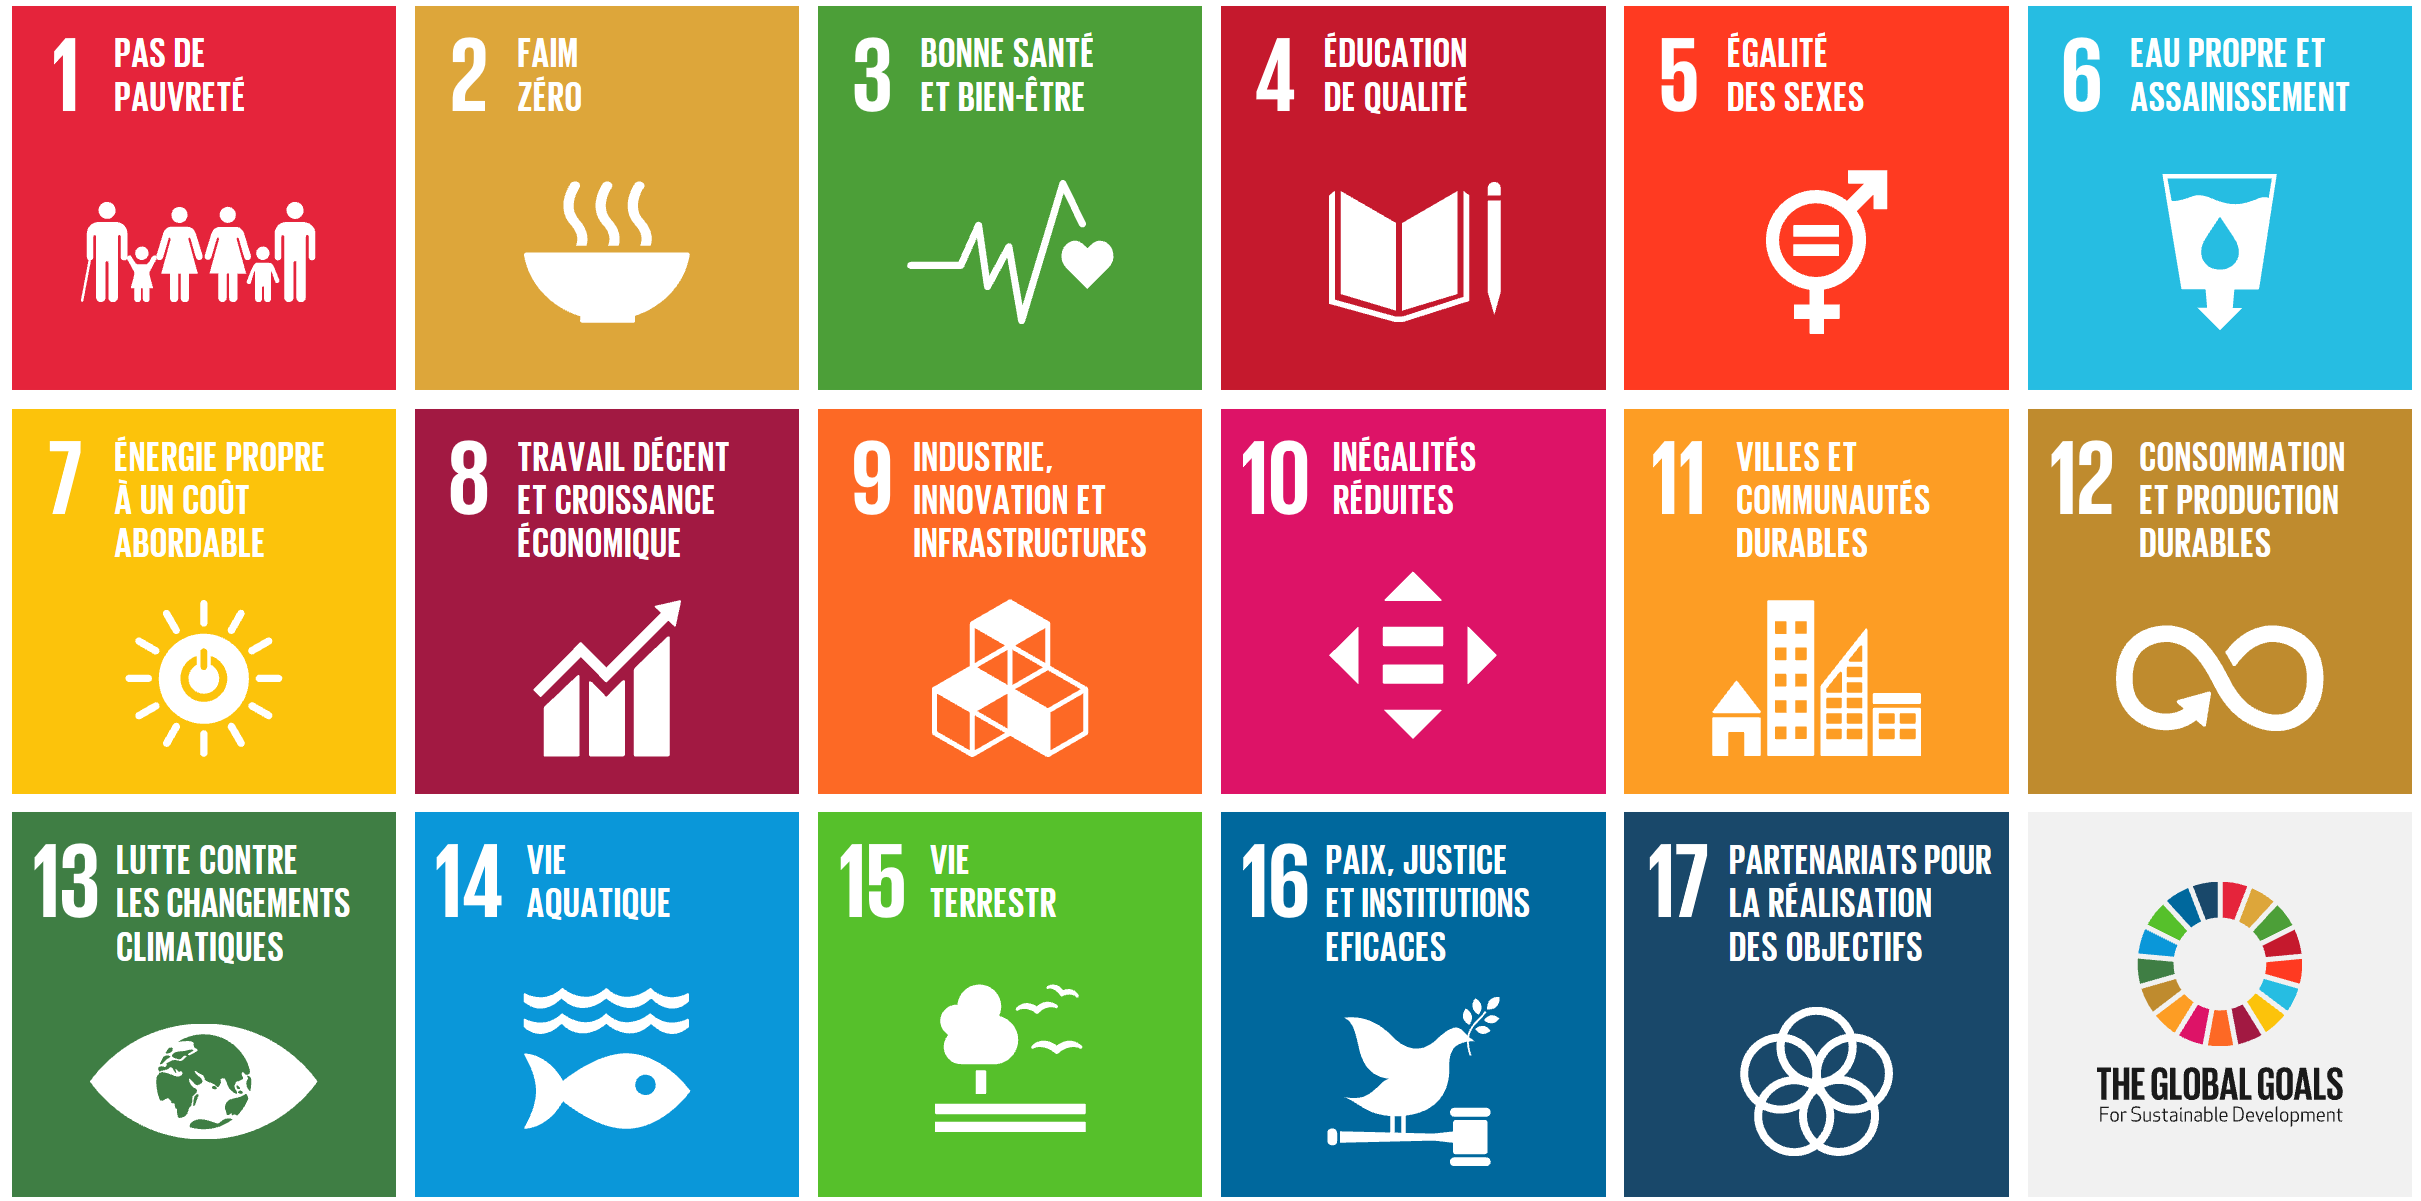 1 PAS DE
PAUVRETÉ
2 FAIM
ZÉRO
3 BONNE SANTÉ
ET BIEN-ÊTRE
4 ÉDUCATION
DE QUALITÉ
5 ÉGALITÉ
DES SEXES
6 EAU PROPRE ET
ASSAINISSEMENT
7 ÉNERGIE PROPRE
À UN COÛT
ABORDABLE
8 TRAVAIL DÉCENT
ET CROISSANCE
ÉCONOMIQUE
9 INDUSTRIE,
INNOVATION ET
INFRASTRUCTURES
10 INÉGALITÉS
RÉDUITES
11 VILLES ET
COMMUNAUTÉS
DURABLES
12 CONSOMMATION
ET PRODUCTION
DURABLES
13 LUTTE CONTRE
LES CHANGEMENTS
CLIMATIQUES
14 VIE
AQUATIQUE
15 VIE
TERRESTR
16 PAIX, JUSTICE
ET INSTITUTIONS
EFICACES
17 PARTENARIATS POUR
LA RÉALISATION
DES OBJECTIFS
THE GLOBAL GOALS
For Sustainable Development